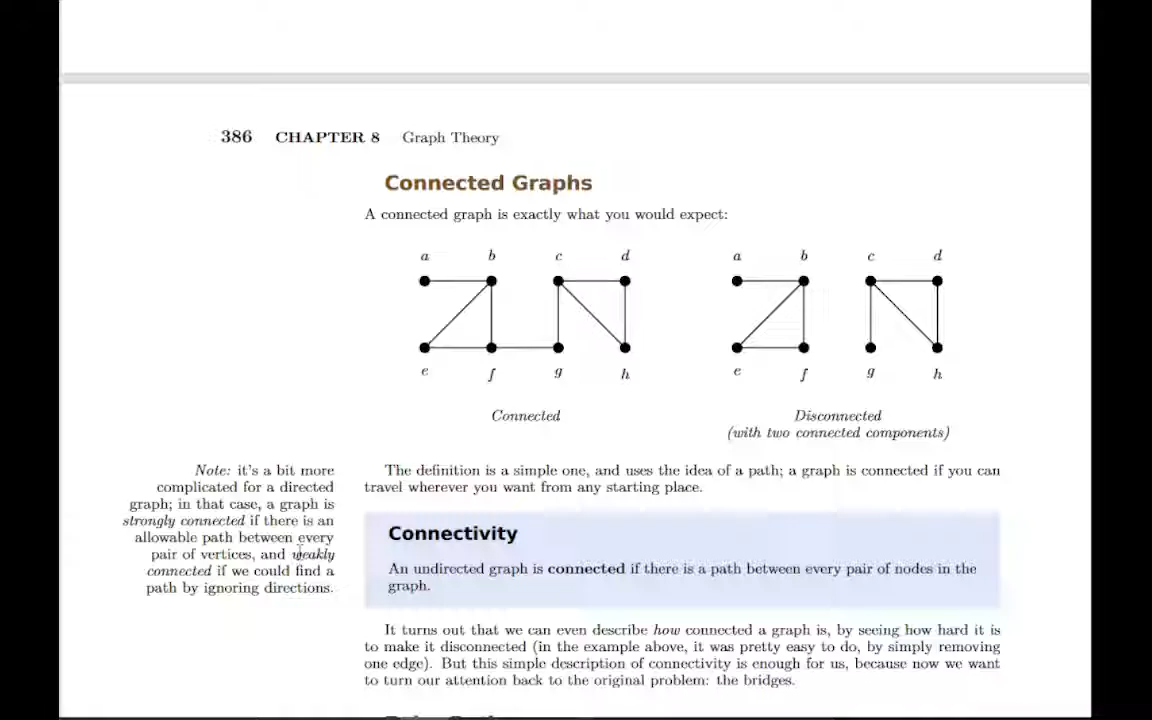 386 CHAPTER 8 Graph Theory
Connected Graphs
A connected graph is exactly what you would expect:
a b c d a b c d
e f g h e f g h
Connected Disconnected
(with two connected components)
Note: it's a bit more
complicated for a directed
graph; in that case, a graph is
strongly connected if there is an
allowable path between every
pair of vertices, and weakly
connected if we could find a
path by ignoring directions.
The definition is a simple one, and uses the idea of a path; a graph is connected if you can
travel wherever you want from any starting place.
Connectivity
An undirected graph is connected if there is a path between every pair of nodes in the
graph.
It turns out that we can even describe how connected a graph is, by seeing how hard it is
to make it disconnected (in the example above, it was pretty easy to do, by simply removing
one edge). But this simple description of connectivity is enough for us, because now we want
to turn our attention back to the original problem: the bridges.